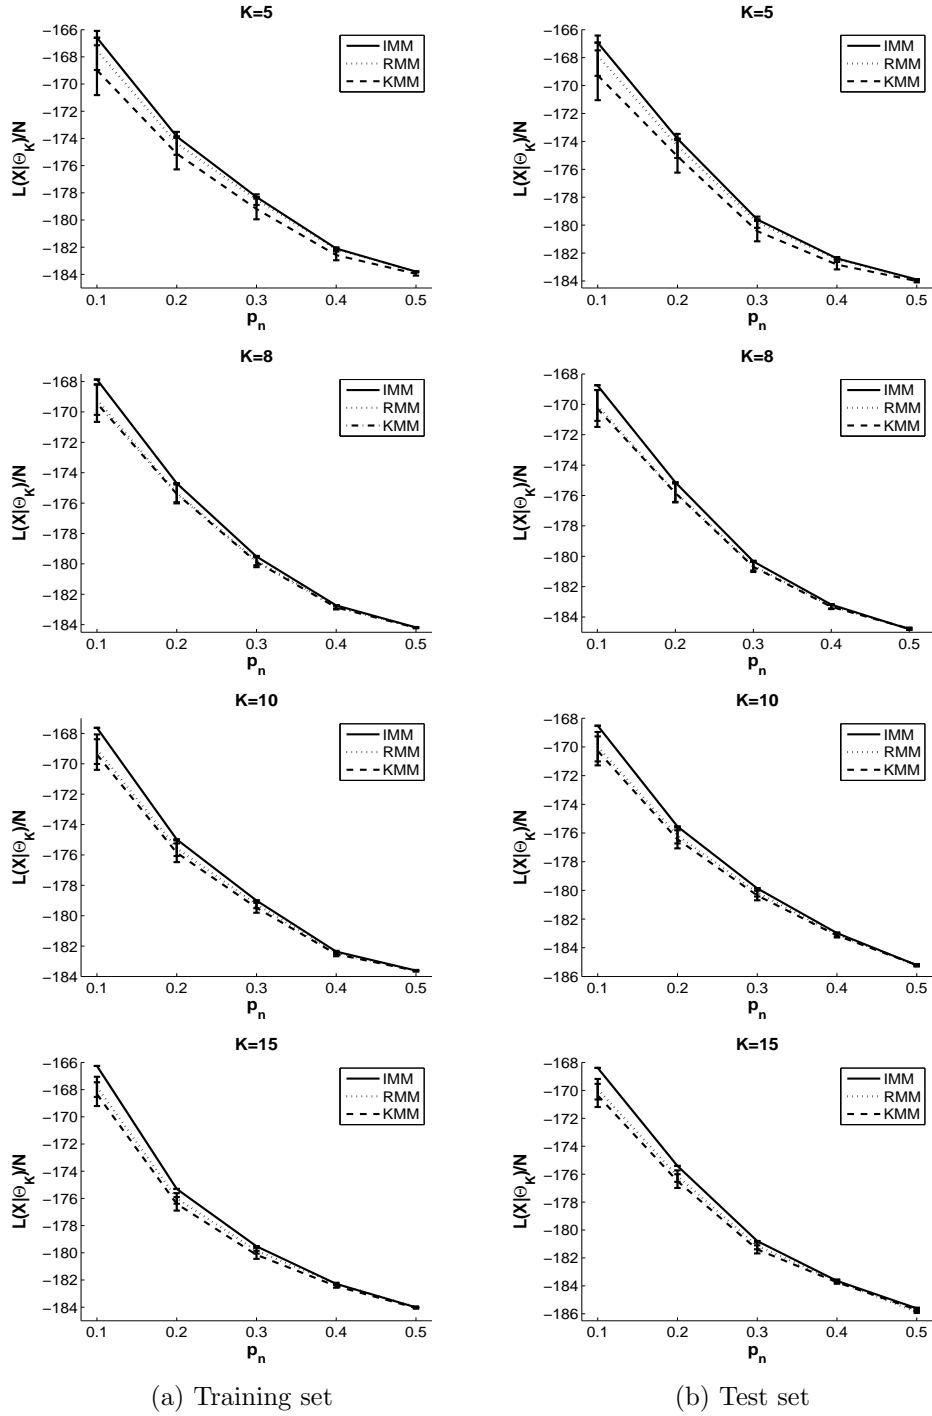 K=5
−166
−168
−170
−172
−174
−176
−178
−180
−182
−184
L(X|Θ_K)/N
IMM
RMM
KMM
0.1 0.2 0.3 0.4 0.5
p_n
K=5
−166
−168
−170
−172
−174
−176
−178
−180
−182
−184
L(X|Θ_K)/N
IMM
RMM
KMM
0.1 0.2 0.3 0.4 0.5
p_n
K=8
−168
−170
−172
−174
−176
−178
−180
−182
−184
L(X|Θ_K)/N
IMM
RMM
KMM
0.1 0.2 0.3 0.4 0.5
p_n
K=8
−168
−170
−172
−174
−176
−178
−180
−182
−184
L(X|Θ_K)/N
IMM
RMM
KMM
0.1 0.2 0.3 0.4 0.5
p_n
K=10
−168
−170
−172
−174
−176
−178
−180
−182
−184
L(X|Θ_K)/N
IMM
RMM
KMM
0.1 0.2 0.3 0.4 0.5
p_n
K=10
−168
−170
−172
−174
−176
−178
−180
−182
−184
−186
L(X|Θ_K)/N
IMM
RMM
KMM
0.1 0.2 0.3 0.4 0.5
p_n
K=15
−166
−168
−170
−172
−174
−176
−178
−180
−182
−184
L(X|Θ_K)/N
IMM
RMM
KMM
0.1 0.2 0.3 0.4 0.5
p_n
K=15
−168
−170
−172
−174
−176
−178
−180
−182
−184
−186
L(X|Θ_K)/N
IMM
RMM
KMM
0.1 0.2 0.3 0.4 0.5
p_n
(a) Training set
(b) Test set